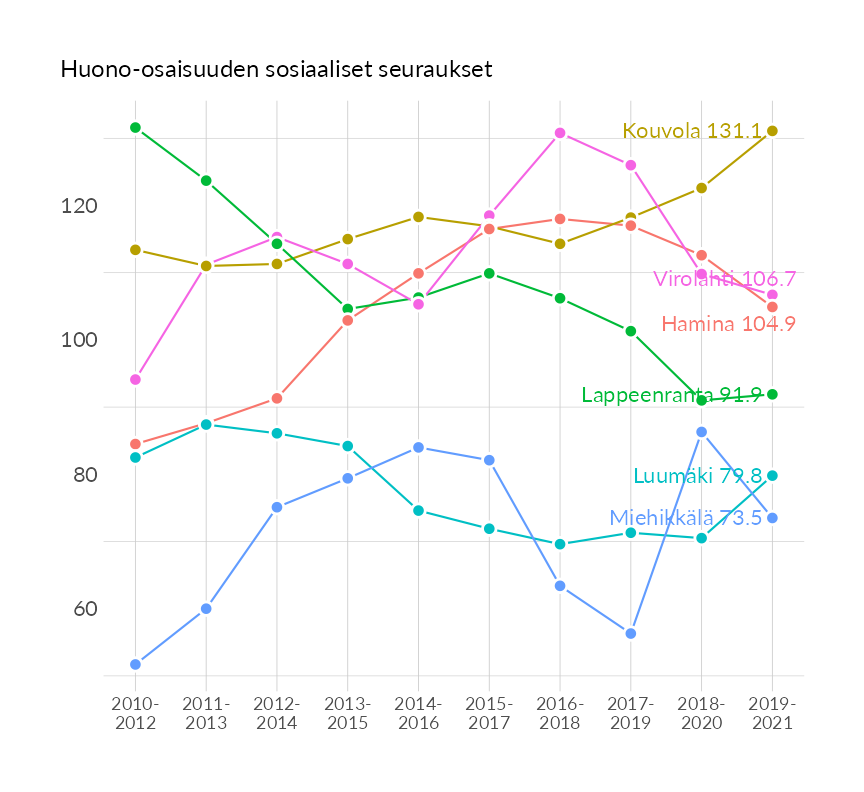 Huono-osaisuuden sosiaaliset seuraukset
Kouvola 131.1
120
Virolahti 106.7
Hamina 104.9
100
Lappeenranta 91.9
80
Luumäki 79.8
Miehikkälä 73.5
60
2010- 2011- 2012- 2013- 2014- 2015- 2016- 2017- 2018- 2019-
2012 2013 2014 2015 2016 2017 2018 2019 2020 2021